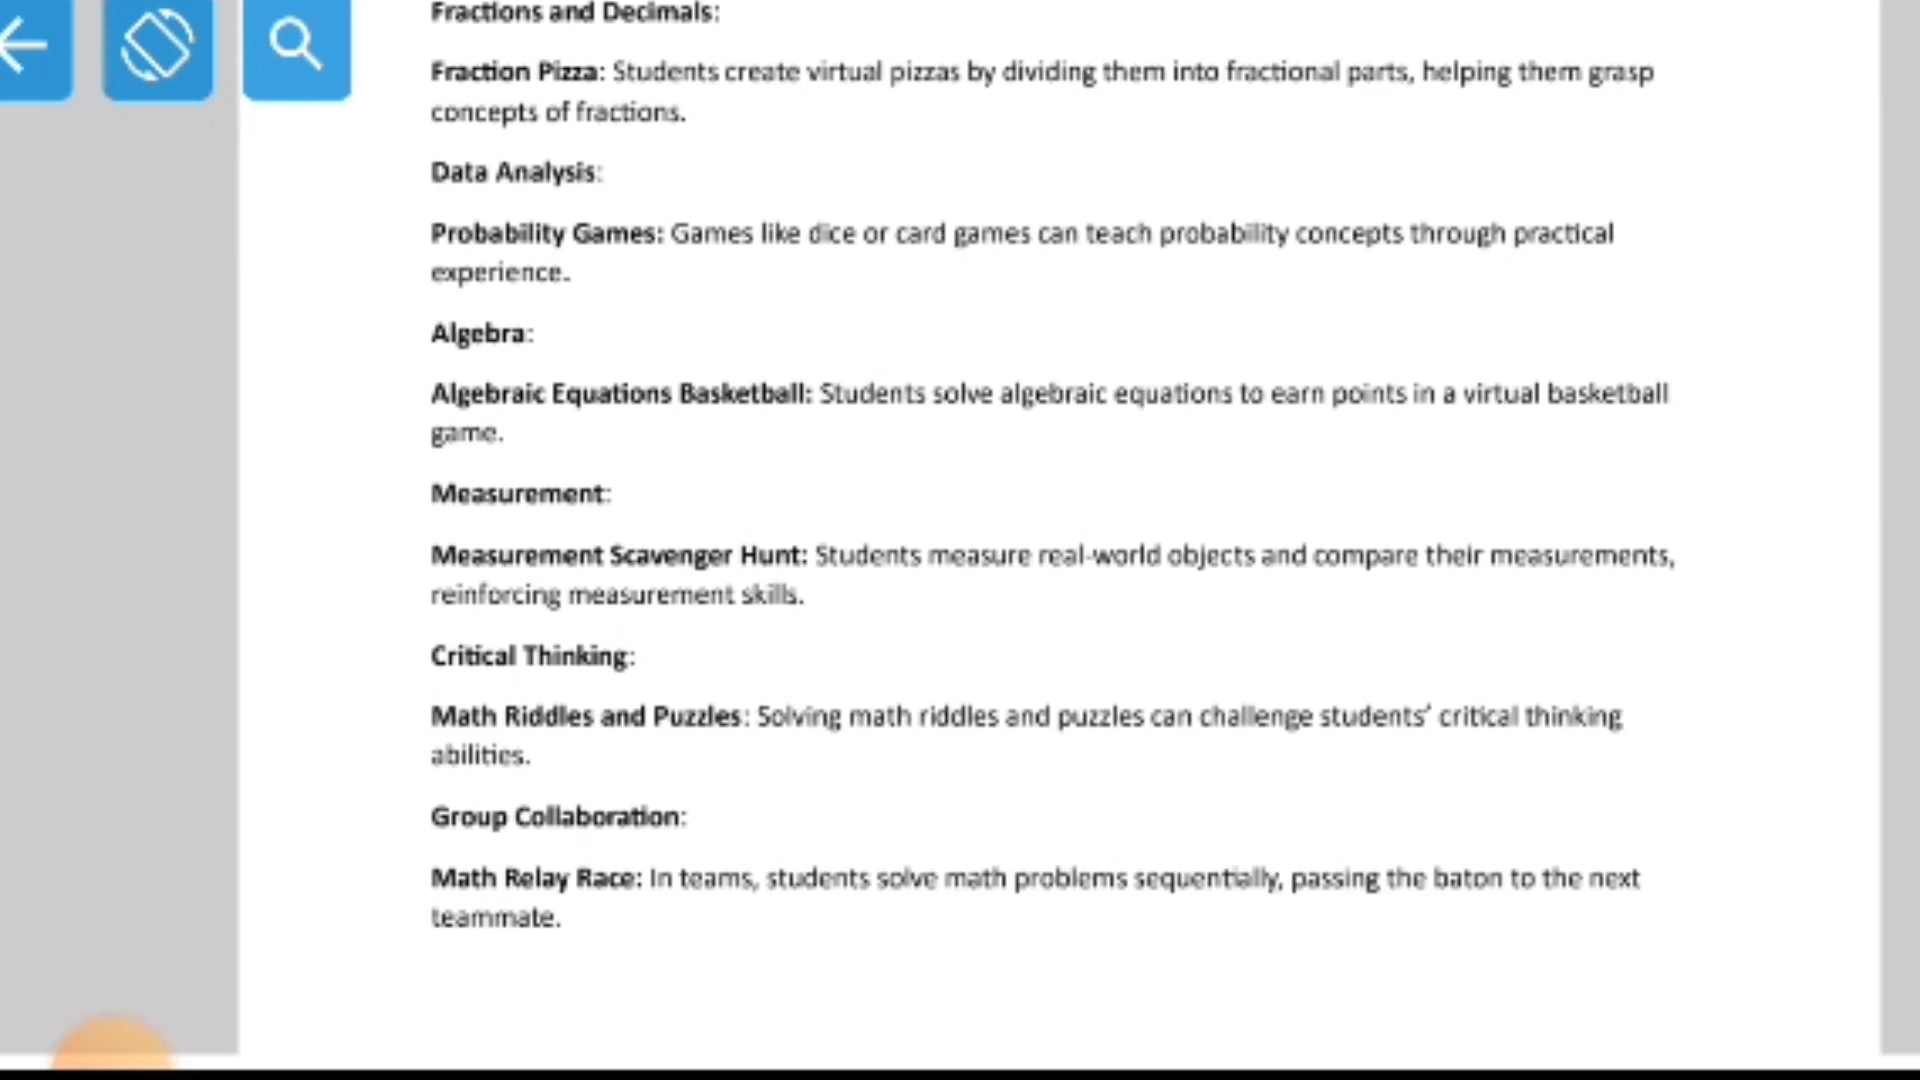 Fractions and Decimals:
Fraction Pizza: Students create virtual pizzas by dividing them into fractional parts, helping them grasp
concepts of fractions.
Data Analysis:
Probability Games: Games like dice or card games can teach probability concepts through practical
experience.
Algebra:
Algebraic Equations Basketball: Students solve algebraic equations to earn points in a virtual basketball
game.
Measurement:
Measurement Scavenger Hunt: Students measure real-world objects and compare their measurements,
reinforcing measurement skills.
Critical Thinking:
Math Riddles and Puzzles: Solving math riddles and puzzles can challenge students’ critical thinking
abilities.
Group Collaboration:
Math Relay Race: In teams, students solve math problems sequentially, passing the baton to the next
teammate.